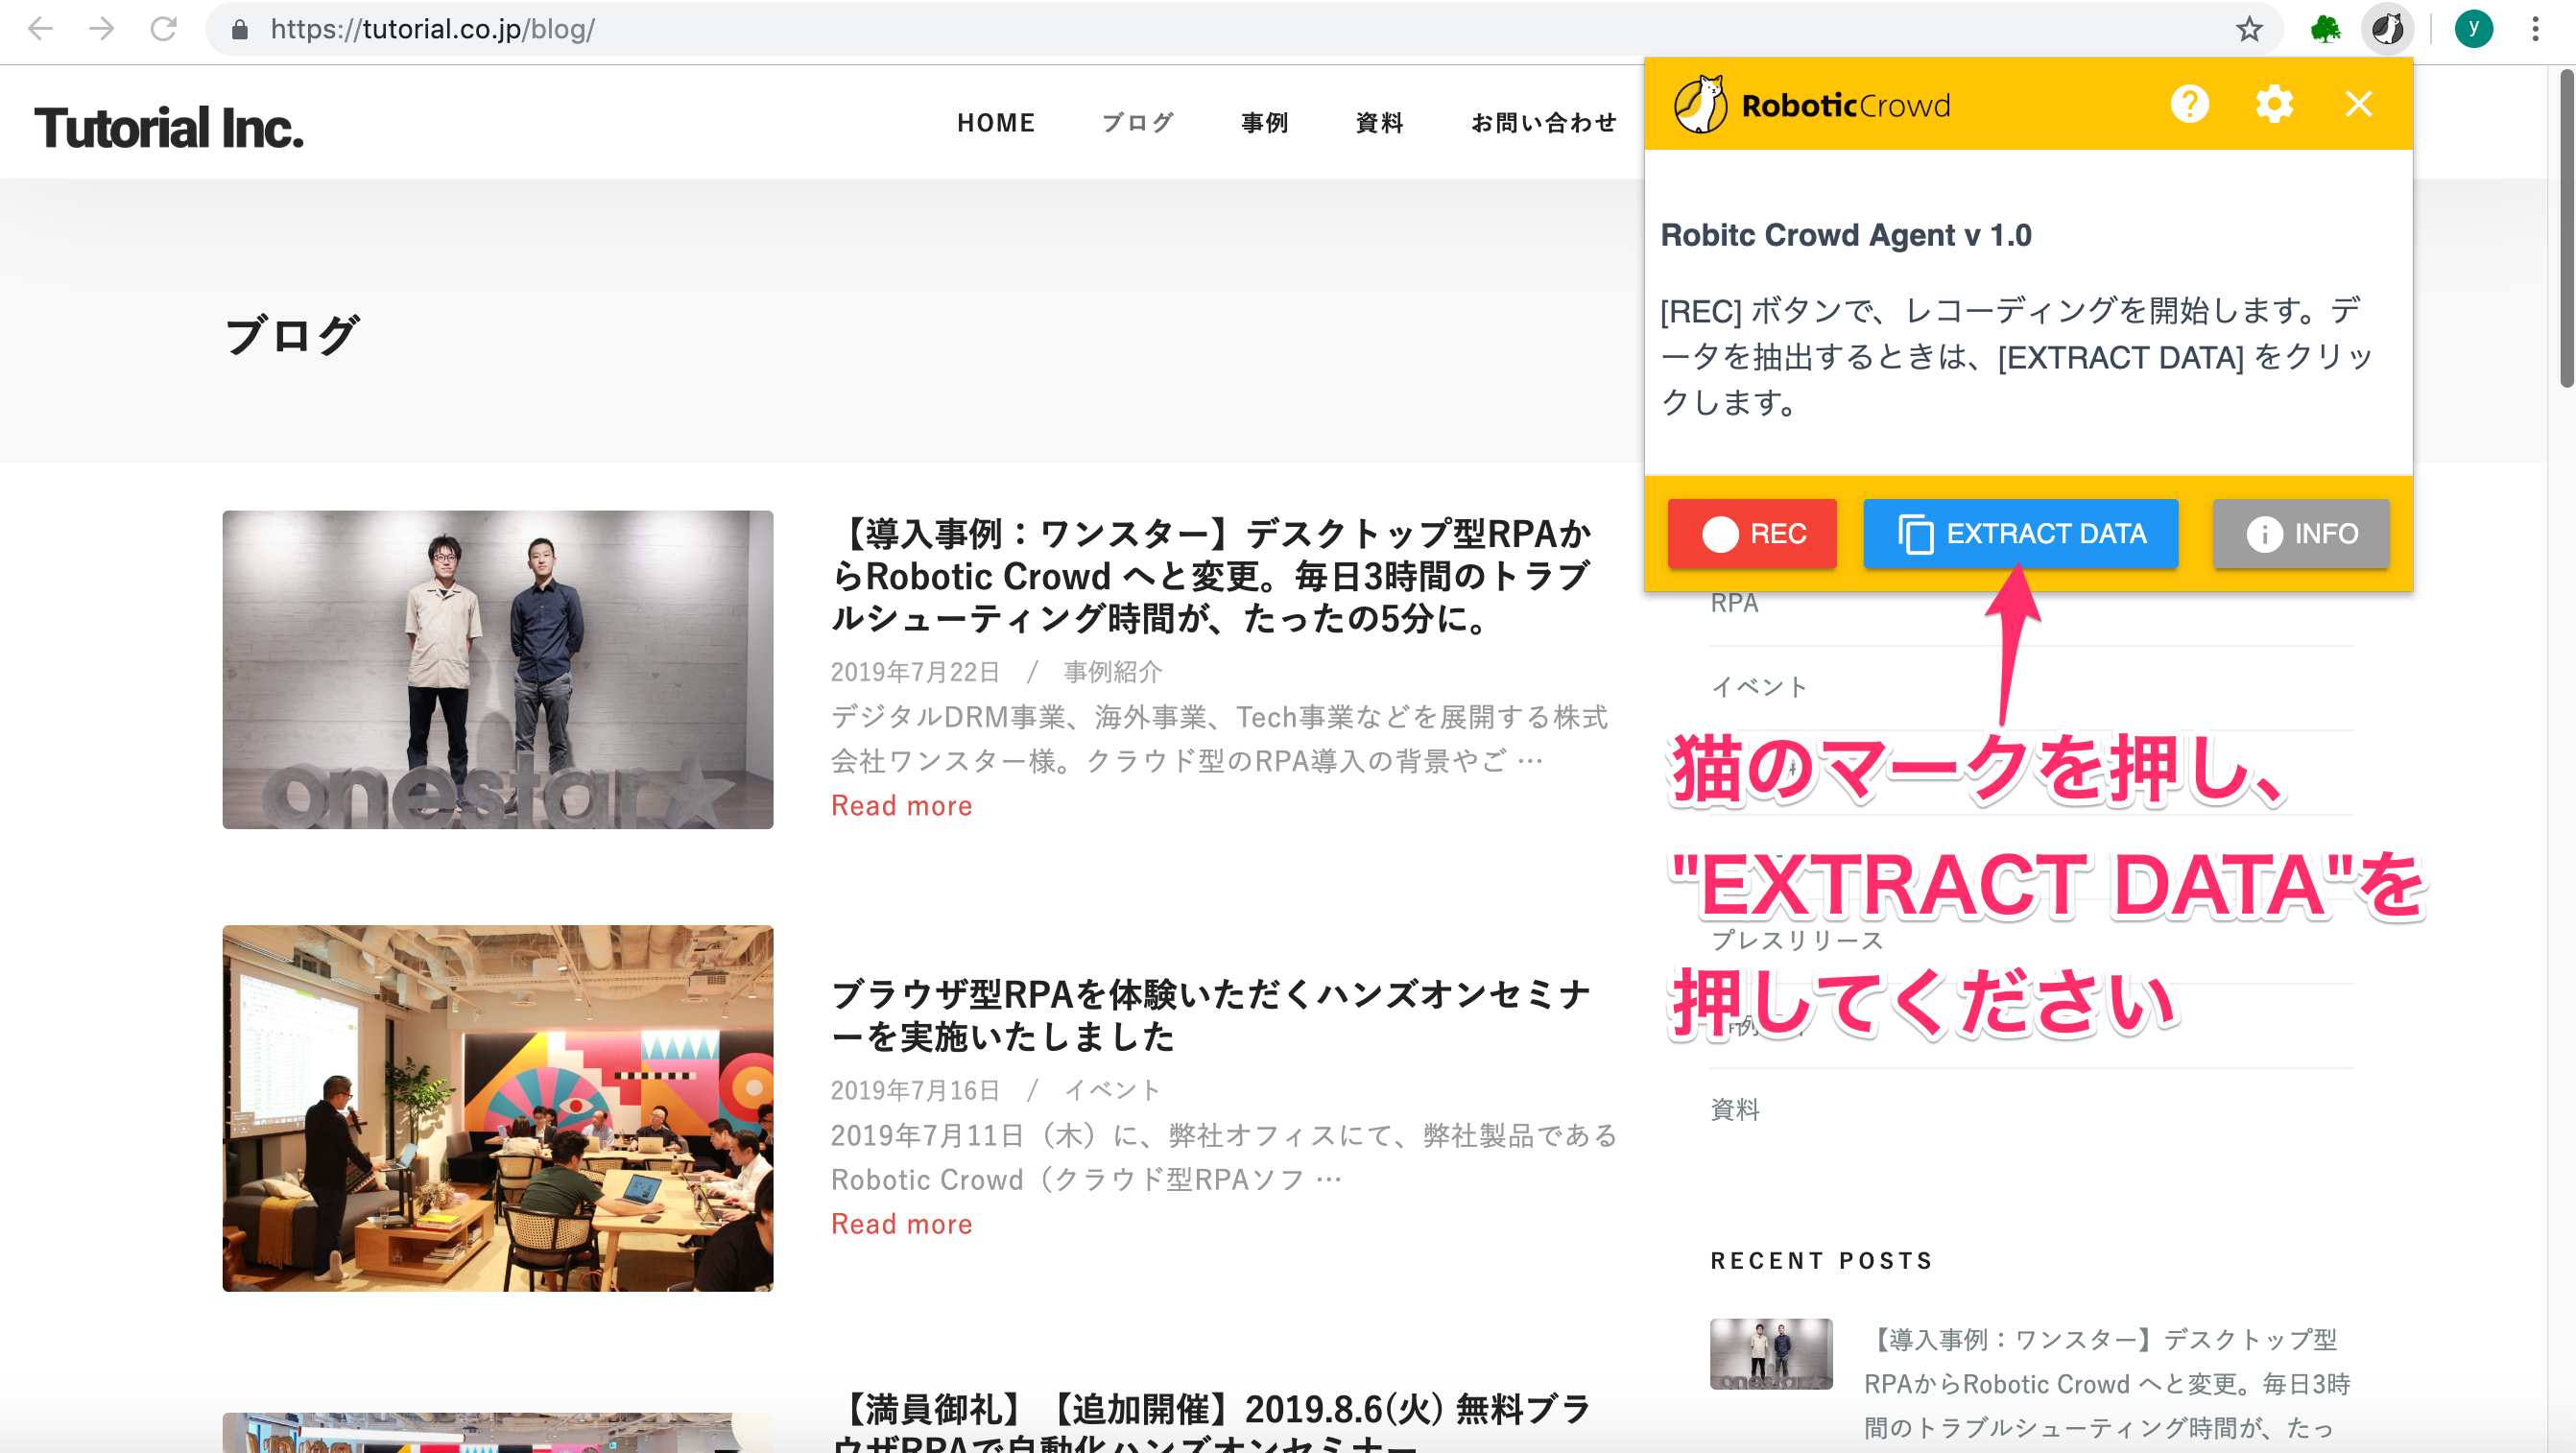 https://tutorial.co.jp/blog/
y
Tutorial Inc.
HOME
ブログ
事例
資料
お問い合わせ
RoboticCrowd
Robitc Crowd Agent v 1.0
[REC] ボタンで、レコーディングを開始します。デ
ータを抽出するときは、[EXTRACT DATA] をクリッ
クします。
REC
EXTRACT DATA
INFO
ブログ
onestar
【導入事例：ワンスター】デスクトップ型RPAか
らRobotic Crowd へと変更。毎日3時間のトラブ
ルシューティング時間が、たったの5分に。
2019年7月22日 / 事例紹介
デジタルDRM事業、海外事業、Tech事業などを展開する株式
会社ワンスター様。クラウド型のRPA導入の背景やご …
Read more
ブラウザ型RPAを体験いただくハンズオンセミナ
ーを実施いたしました
2019年7月16日 / イベント
2019年7月11日（木）に、弊社オフィスにて、弊社製品である
Robotic Crowd（クラウド型RPAソフ …
Read more
【満員御礼】【追加開催】2019.8.6(火) 無料ブラ
ウザRPAで自動化ハンズオンセミナー
RPA
イベント
猫のマークを押し、
"EXTRACT DATA"を
プレスリリース
押してください
資料
RECENT POSTS
onestar
【導入事例：ワンスター】デスクトップ型
RPAからRobotic Crowd へと変更。毎日3時
間のトラブルシューティング時間が、たっ